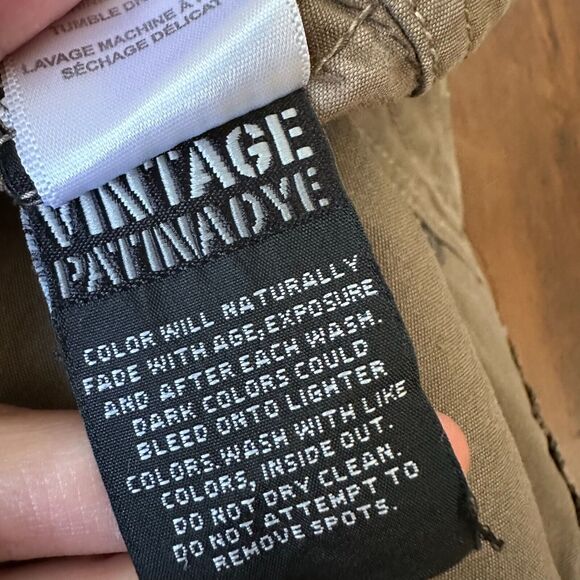 TUMBLE DR
LAVAGE MACHINE À
SÉCHAGE DÉLICAT
VINTAGE
PATINADYE
COLOR WILL NATURALLY
FADE WITH AGE, EXPOSURE
AND AFTER EACH WASH.
DARK COLORS COULD
BLEED ONTO LIGHTER
COLORS. WASH WITH LIKE
COLORS, INSIDE OUT.
DO NOT DRY CLEAN.
DO NOT ATTEMPT TO
REMOVE SPOTS.